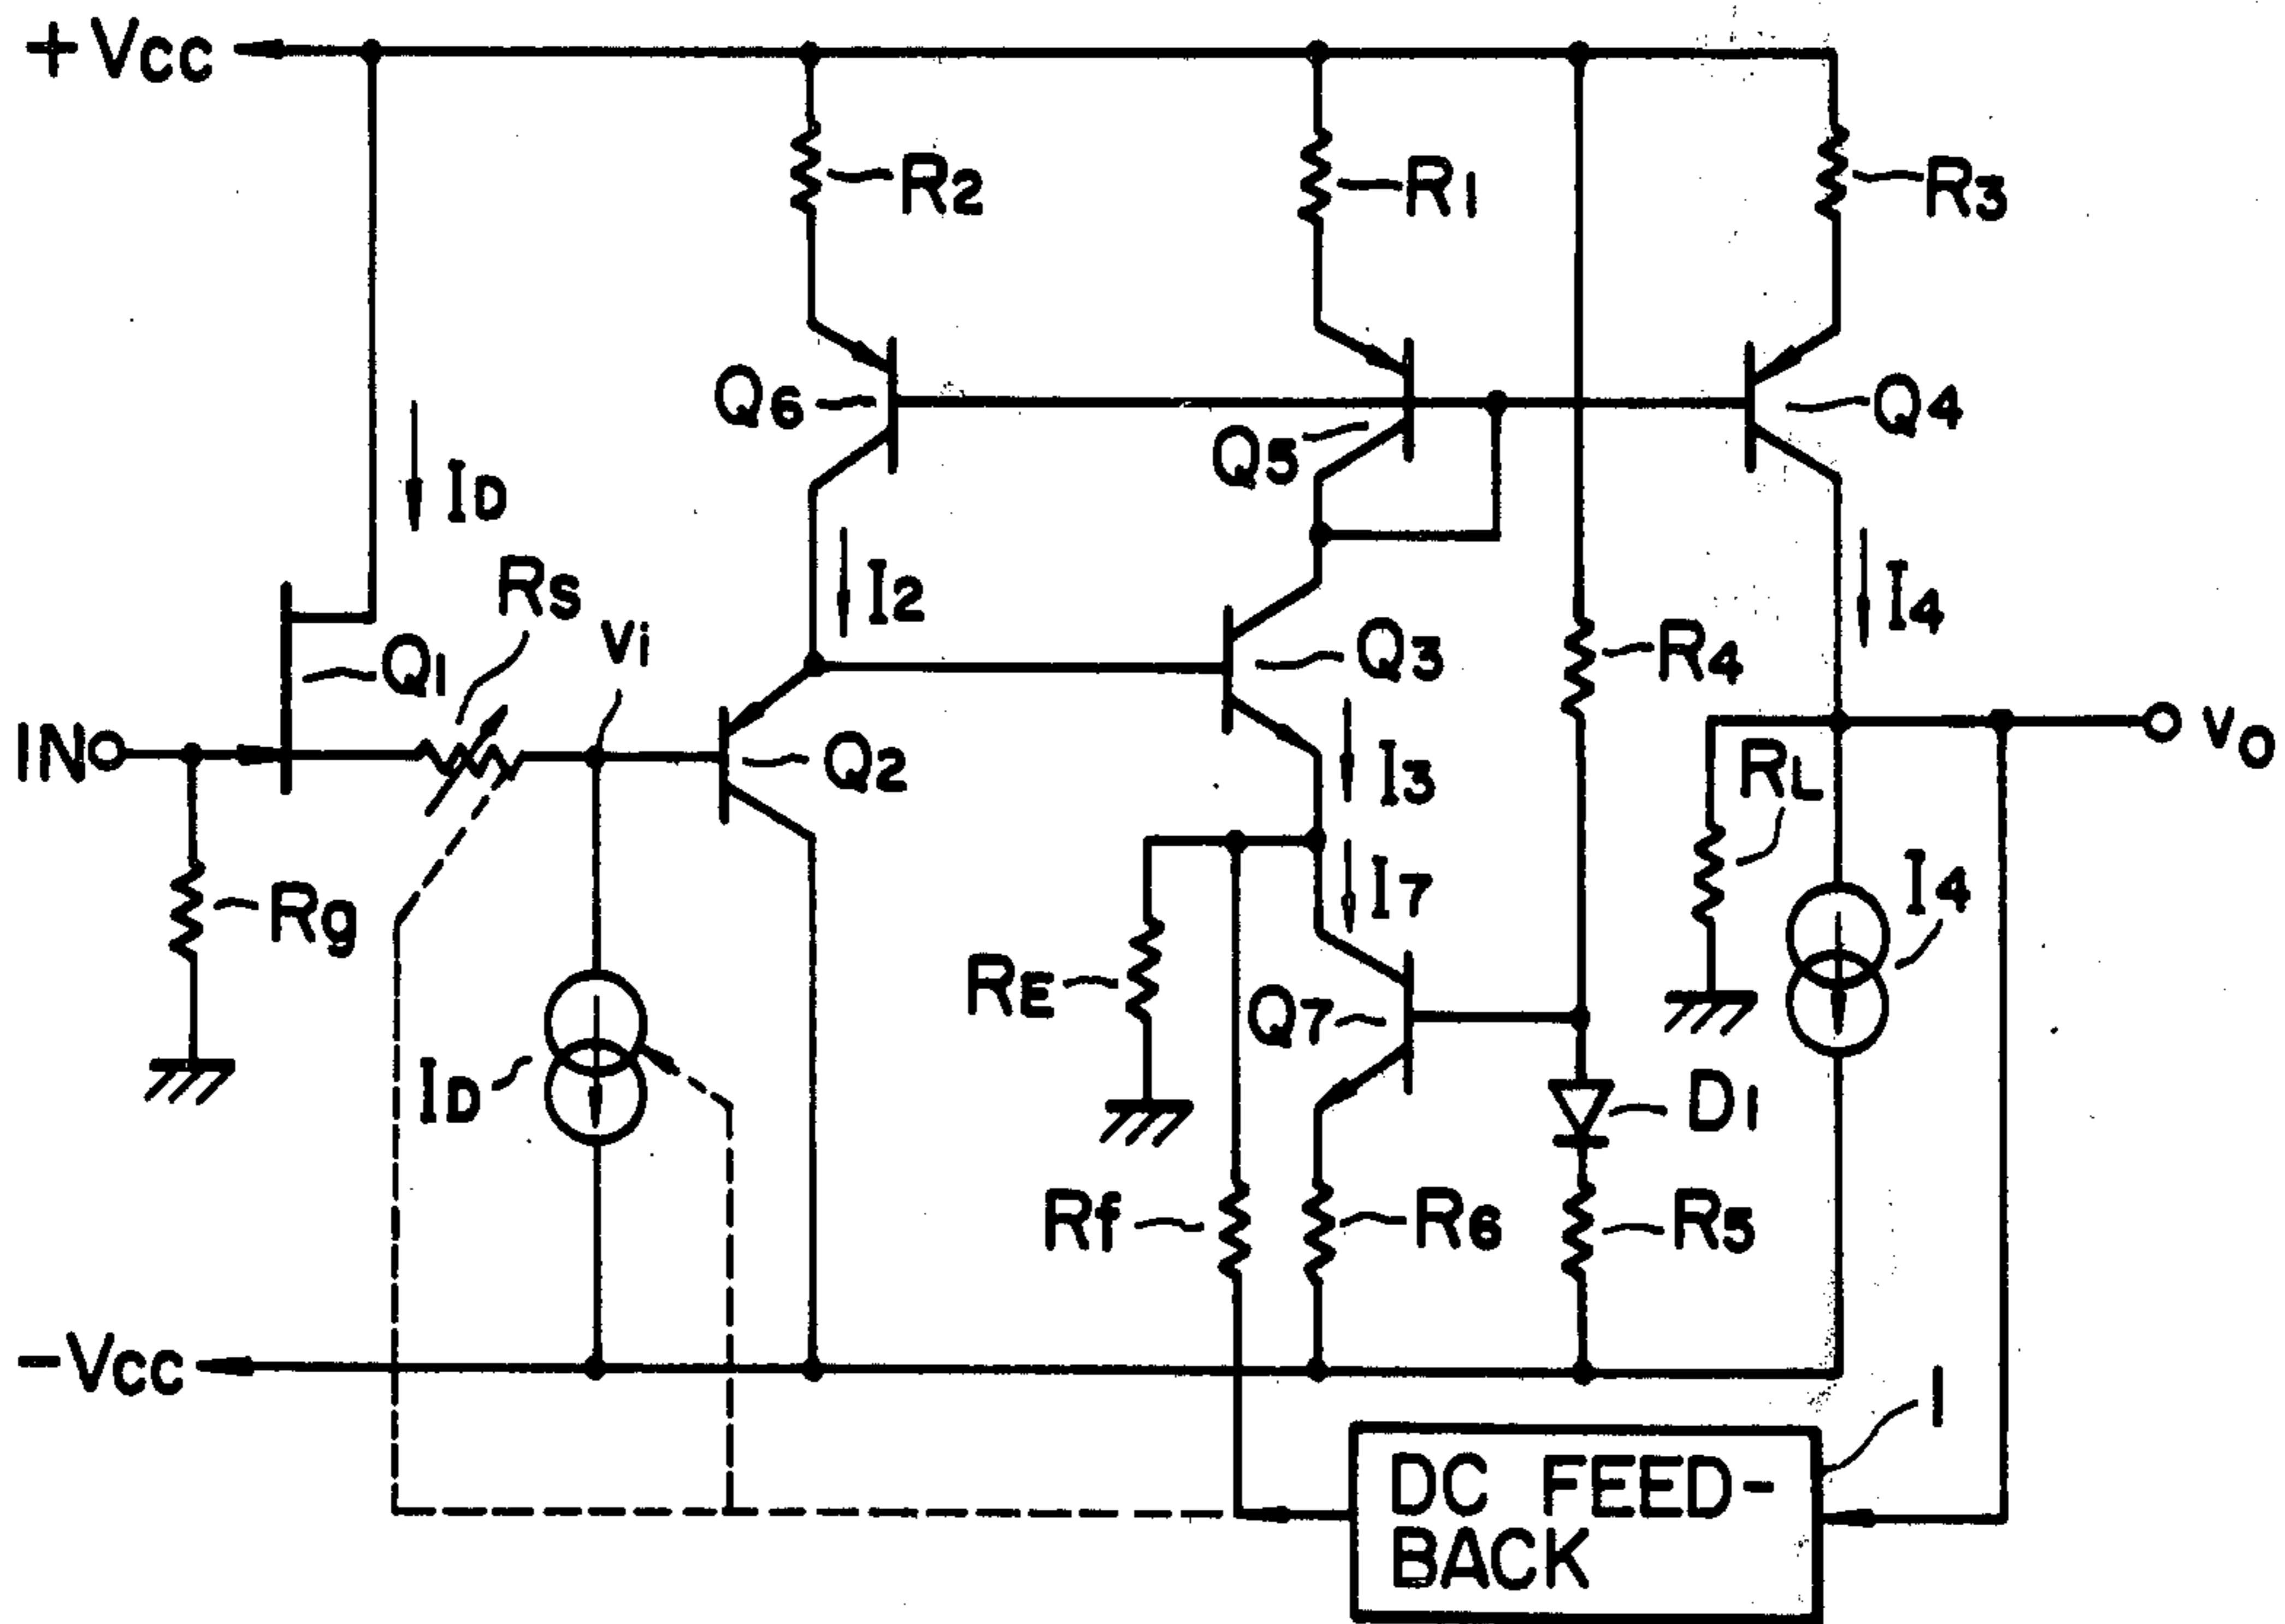 +Vcc
R2
R1
R3
Q6
Q5
Q4
ID
Rs
vi
I2
I4
Q1
Q3
R4
IN
Q2
I3
RL
vo
Rg
I7
I4
RE
Q7
ID
D1
Rf
R6
R5
-Vcc
1
DC FEED-
BACK